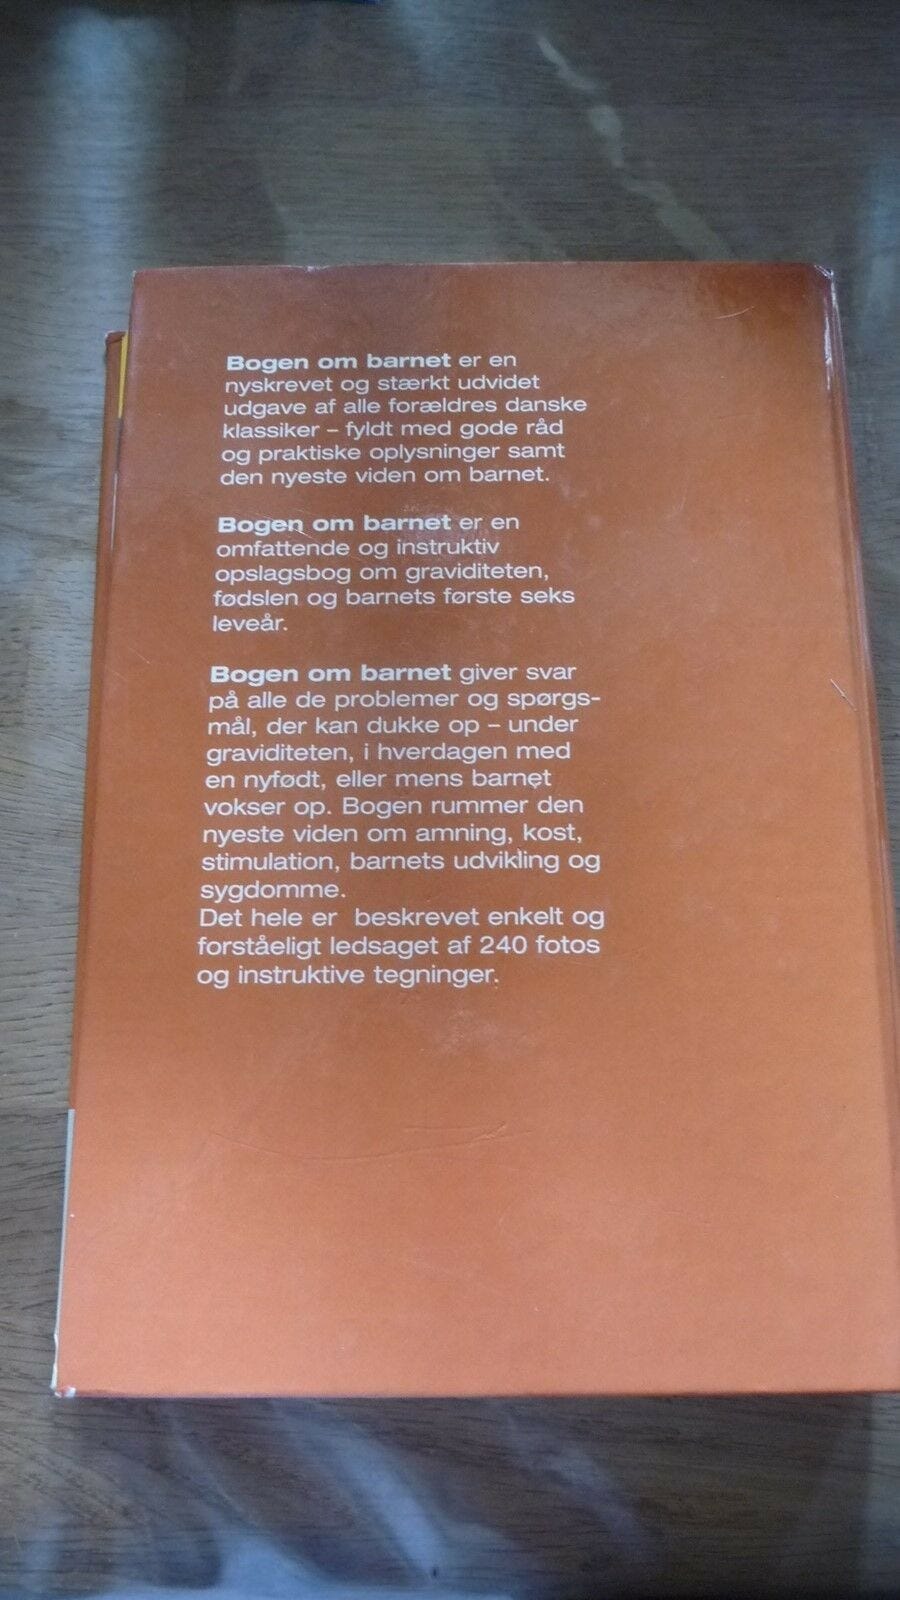 Bogen om barnet er en
nyskrevet og stærkt udvidet
udgave af alle forældres danske
klassiker – fyldt med gode råd
og praktiske oplysninger samt
den nyeste viden om barnet.
Bogen om barnet er en
omfattende og instruktiv
opslagsbog om graviditeten,
fødslen og barnets første seks
leveår.
Bogen om barnet giver svar
på alle de problemer og spørgs-
mål, der kan dukke op – under
graviditeten, i hverdagen med
en nyfødt, eller mens barnet
vokser op. Bogen rummer den
nyeste viden om amning, kost,
stimulation, barnets udvikling og
sygdomme.
Det hele er beskrevet enkelt og
forståeligt ledsaget af 240 fotos
og instruktive tegninger.